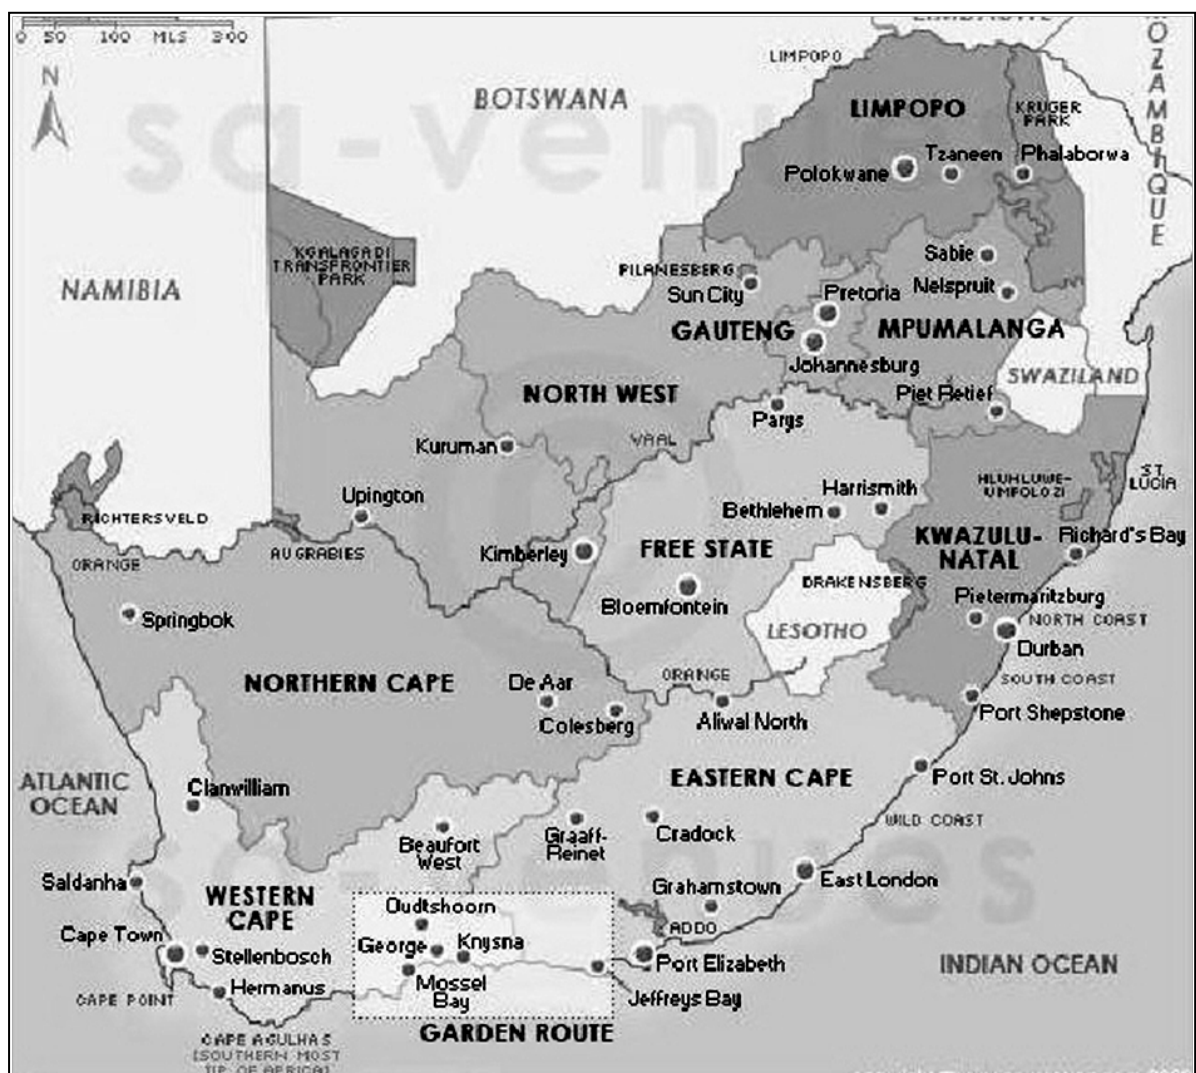 0 50 100 MLS 300
ZIMBABWE
MOZAMBIQUE
N
LIMPOPO
BOTSWANA
LIMPOPO
KRUGER
PARK
sa-venues
Tzaneen
Phalaborwa
Polokwane
KGALAGADI
TRANSFRONTIER
PARK
Sabie
PILANESBERG
Sun City
Nelspruit
NAMIBIA
Pretoria
GAUTENG
MPUMALANGA
Johannesburg
SWAZILAND
NORTH WEST
Piet Retief
Parys
VAAL
Kuruman
ST.
LUCIA
HLUHLUWE-
UMFOLOZI
Upington
Harrismith
Bethlehem
RICHTERSVELD
AUGRABIES
Kimberley
FREE STATE
KWAZULU-
NATAL
Richard's Bay
ORANGE
DRAKENSBERG
Bloemfontein
Pietermaritzburg
Springbok
NORTH COAST
LESOTHO
Durban
ORANGE
SOUTH COAST
NORTHERN CAPE
De Aar
Colesberg
Aliwal North
Port Shepstone
ATLANTIC
OCEAN
EASTERN CAPE
Port St. Johns
Clanwilliam
WILD COAST
Beaufort
West
Graaff-
Reinet
Cradock
sa-venues
Saldanha
WESTERN
CAPE
Grahamstown
East London
Oudtshoorn
ADDO
Cape Town
Stellenbosch
George
Knysna
Port Elizabeth
INDIAN OCEAN
Mossel
Bay
Jeffreys Bay
CAPE POINT
Hermanus
GARDEN ROUTE
CAPE AGULHAS
(SOUTHERN MOST
TIP OF AFRICA)